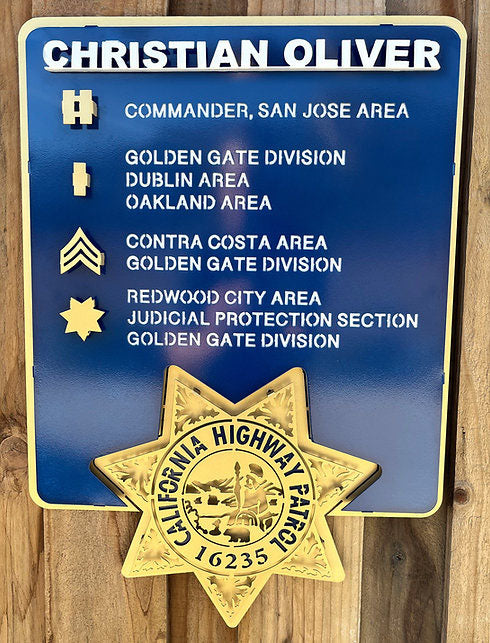 CHRISTIAN OLIVER
COMMANDER, SAN JOSE AREA
GOLDEN GATE DIVISION
DUBLIN AREA
OAKLAND AREA
CONTRA COSTA AREA
GOLDEN GATE DIVISION
REDWOOD CITY AREA
JUDICIAL PROTECTION SECTION
GOLDEN GATE DIVISION
CALIFORNIA HIGHWAY PATROL
16235